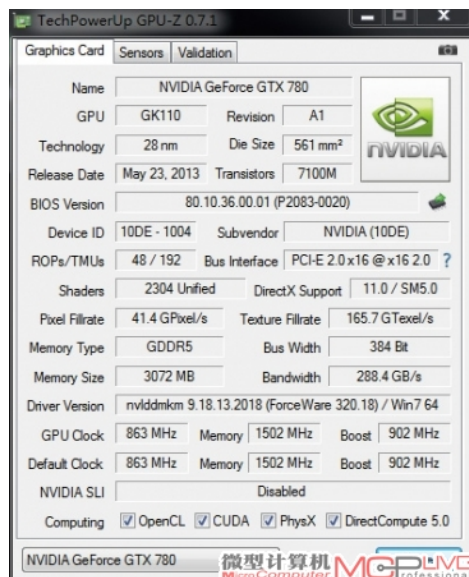 TechPowerUp GPU-Z 0.7.1
Graphics Card Sensors Validation
Name NVIDIA GeForce GTX 780
GPU GK110 Revision A1
Technology 28 nm Die Size 561 mm²
Release Date May 23, 2013 Transistors 7100M
NVIDIA
BIOS Version 80.10.36.00.01 (P2083-0020)
Device ID 10DE - 1004 Subvendor NVIDIA (10DE)
ROPs/TMUs 48 / 192 Bus Interface PCI-E 2.0 x16 @ x16 2.0 ?
Shaders 2304 Unified DirectX Support 11.0 / SM5.0
Pixel Fillrate 41.4 GPixel/s Texture Fillrate 165.7 GTexel/s
Memory Type GDDR5 Bus Width 384 Bit
Memory Size 3072 MB Bandwidth 288.4 GB/s
Driver Version nvlddmkm 9.18.13.2018 (ForceWare 320.18) / Win7 64
GPU Clock 863 MHz Memory 1502 MHz Boost 902 MHz
Default Clock 863 MHz Memory 1502 MHz Boost 902 MHz
NVIDIA SLI Disabled
Computing OpenCL CUDA PhysX DirectCompute 5.0
NVIDIA GeForce GTX 780
微型计算机 MCPLIVE
MicroComputer Professional